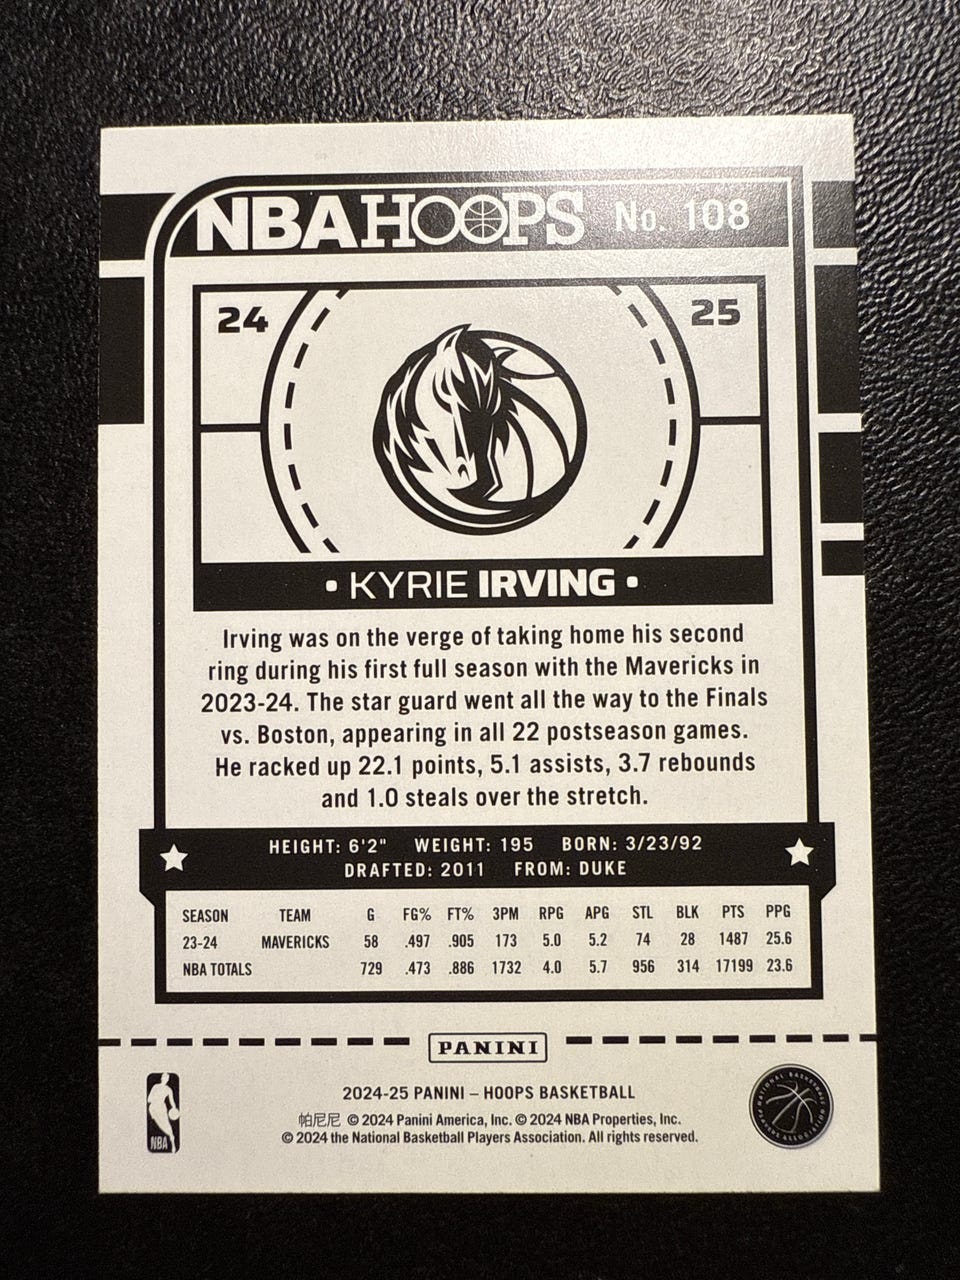 NBA HOOPS No. 108
24 25
• KYRIE IRVING •
Irving was on the verge of taking home his second
ring during his first full season with the Mavericks in
2023-24. The star guard went all the way to the Finals
vs. Boston, appearing in all 22 postseason games.
He racked up 22.1 points, 5.1 assists, 3.7 rebounds
and 1.0 steals over the stretch.
HEIGHT: 6'2" WEIGHT: 195 BORN: 3/23/92
DRAFTED: 2011 FROM: DUKE
SEASON TEAM G FG% FT% 3PM RPG APG STL BLK PTS PPG
23-24 MAVERICKS 58 .497 .905 173 5.0 5.2 74 28 1487 25.6
NBA TOTALS 729 .473 .886 1732 4.0 5.7 956 314 17199 23.6
PANINI
2024-25 PANINI – HOOPS BASKETBALL
帕尼尼 © 2024 Panini America, Inc. © 2024 NBA Properties, Inc.
© 2024 the National Basketball Players Association. All rights reserved.
NBA
NATIONAL BASKETBALL PLAYERS ASSOCIATION